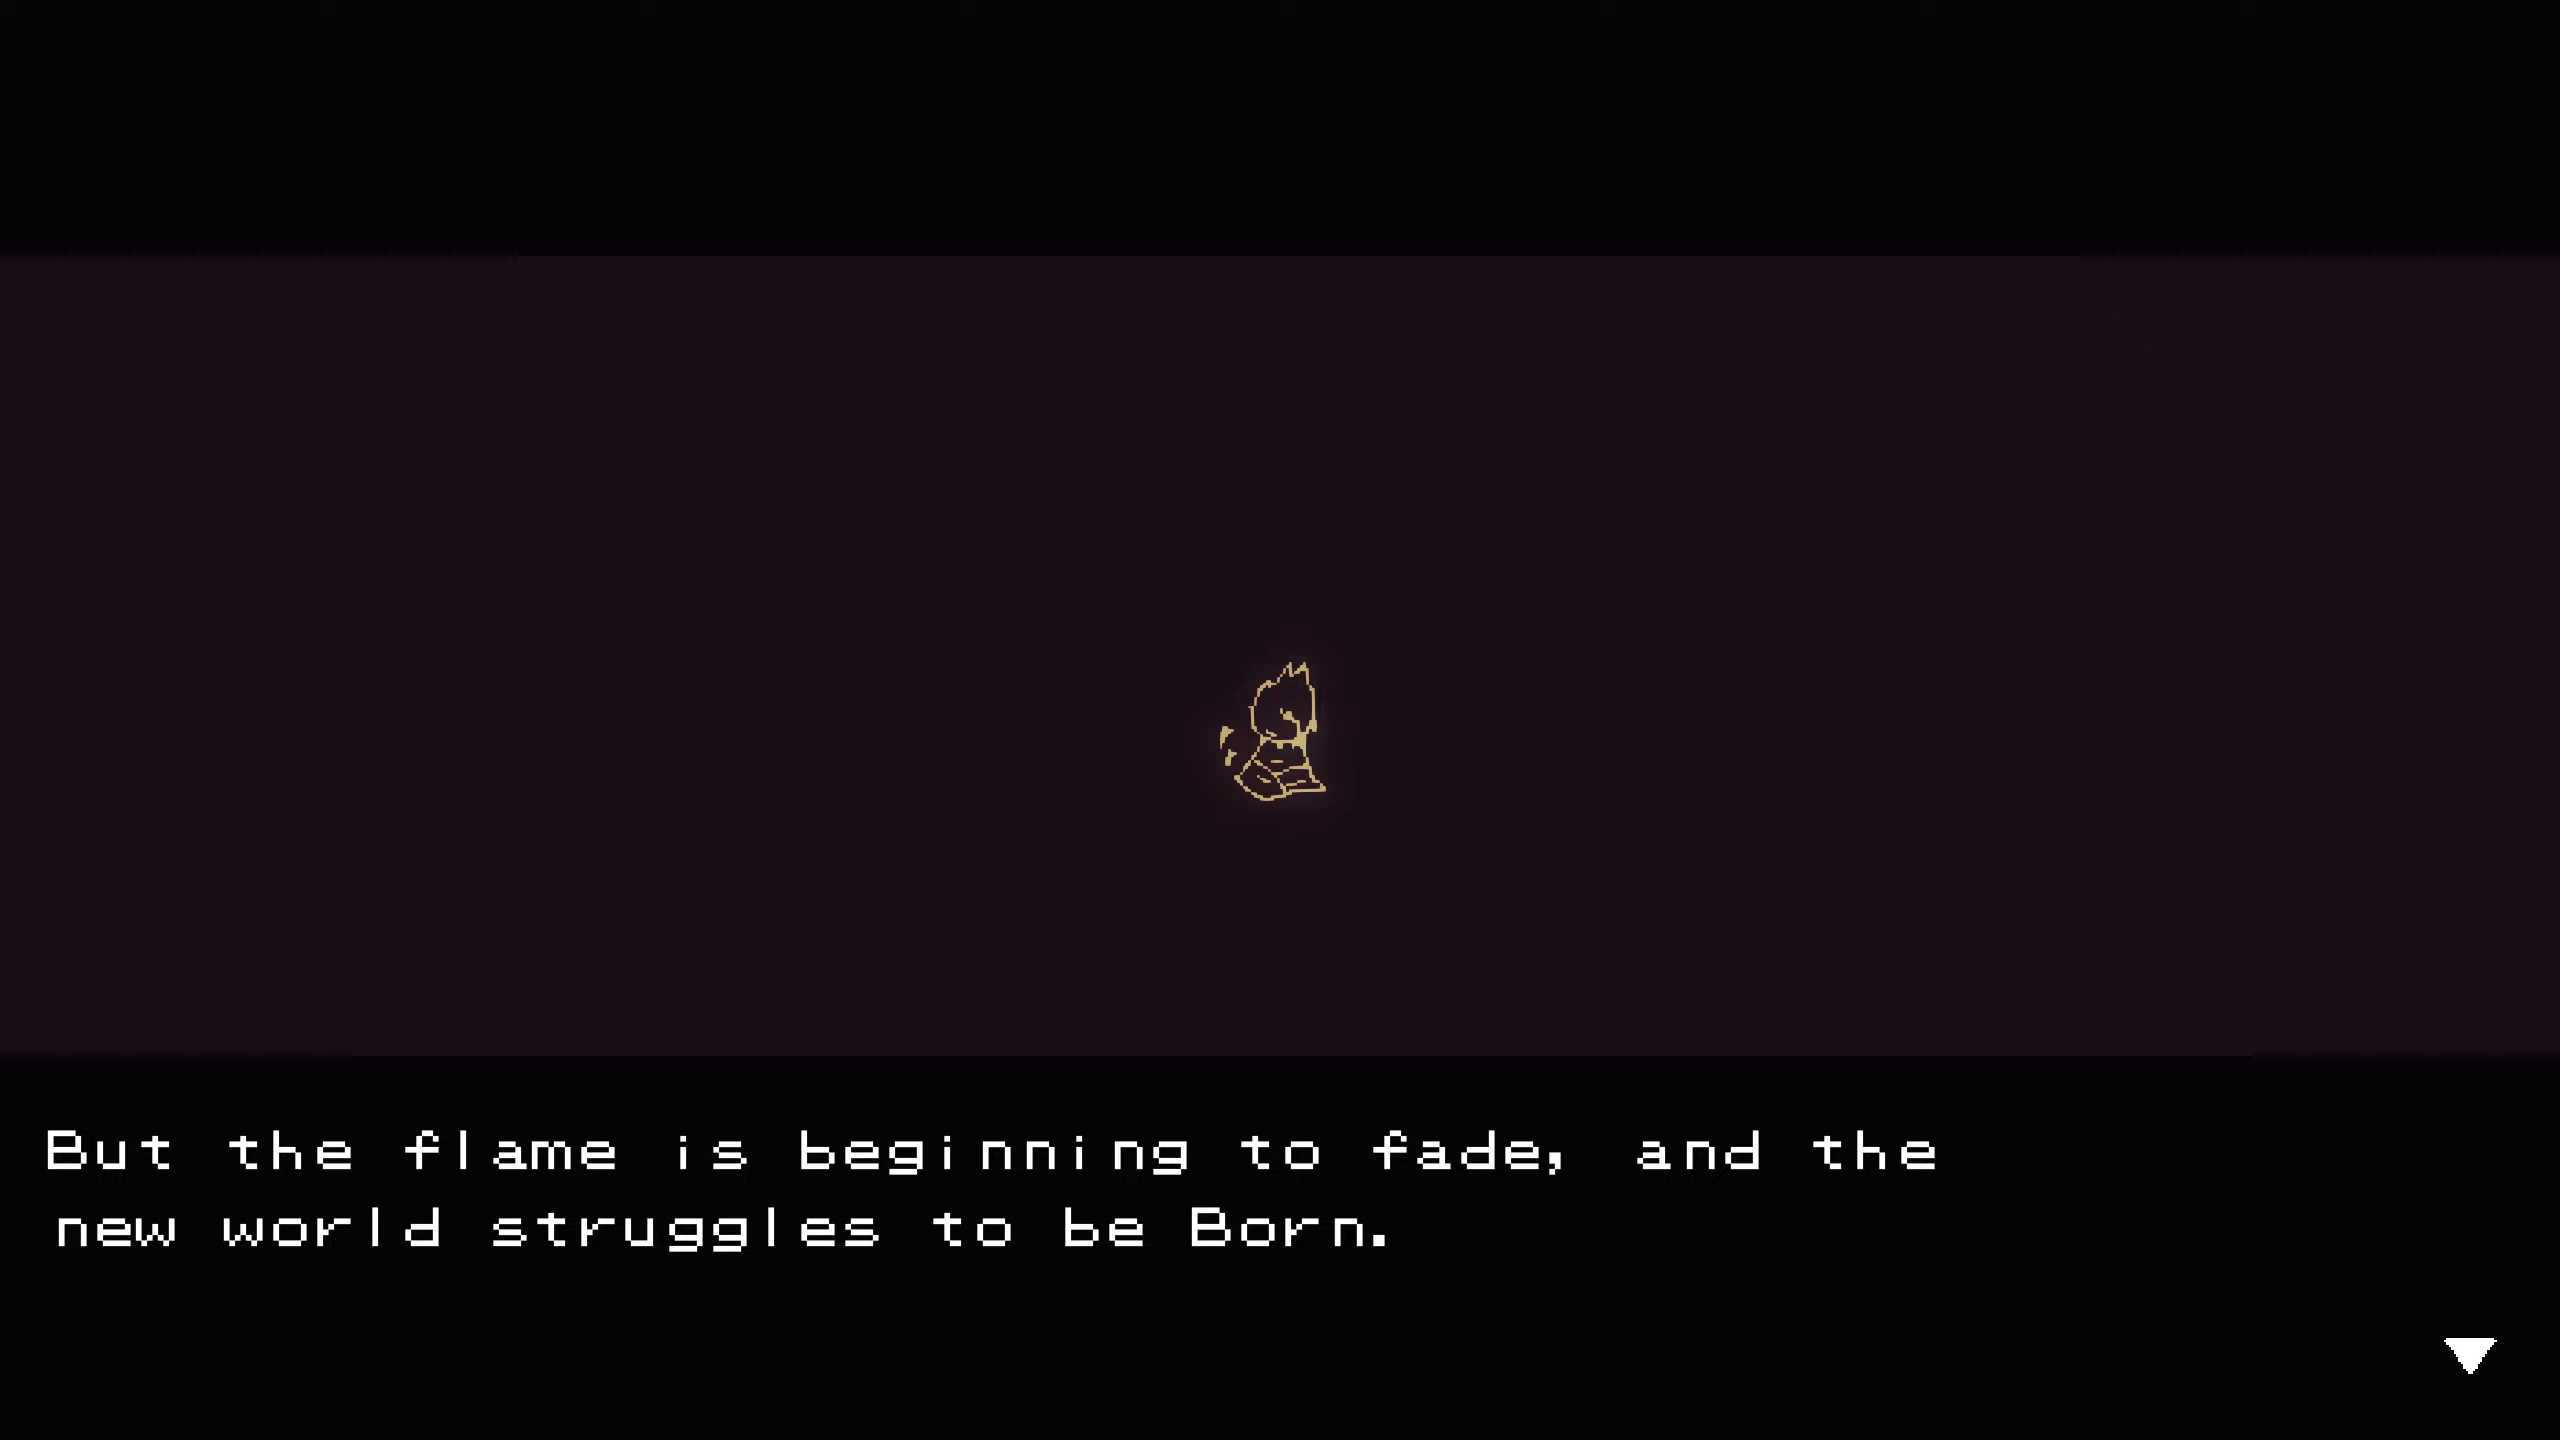 But the flame is beginning to fade, and the
new world struggles to be Born.